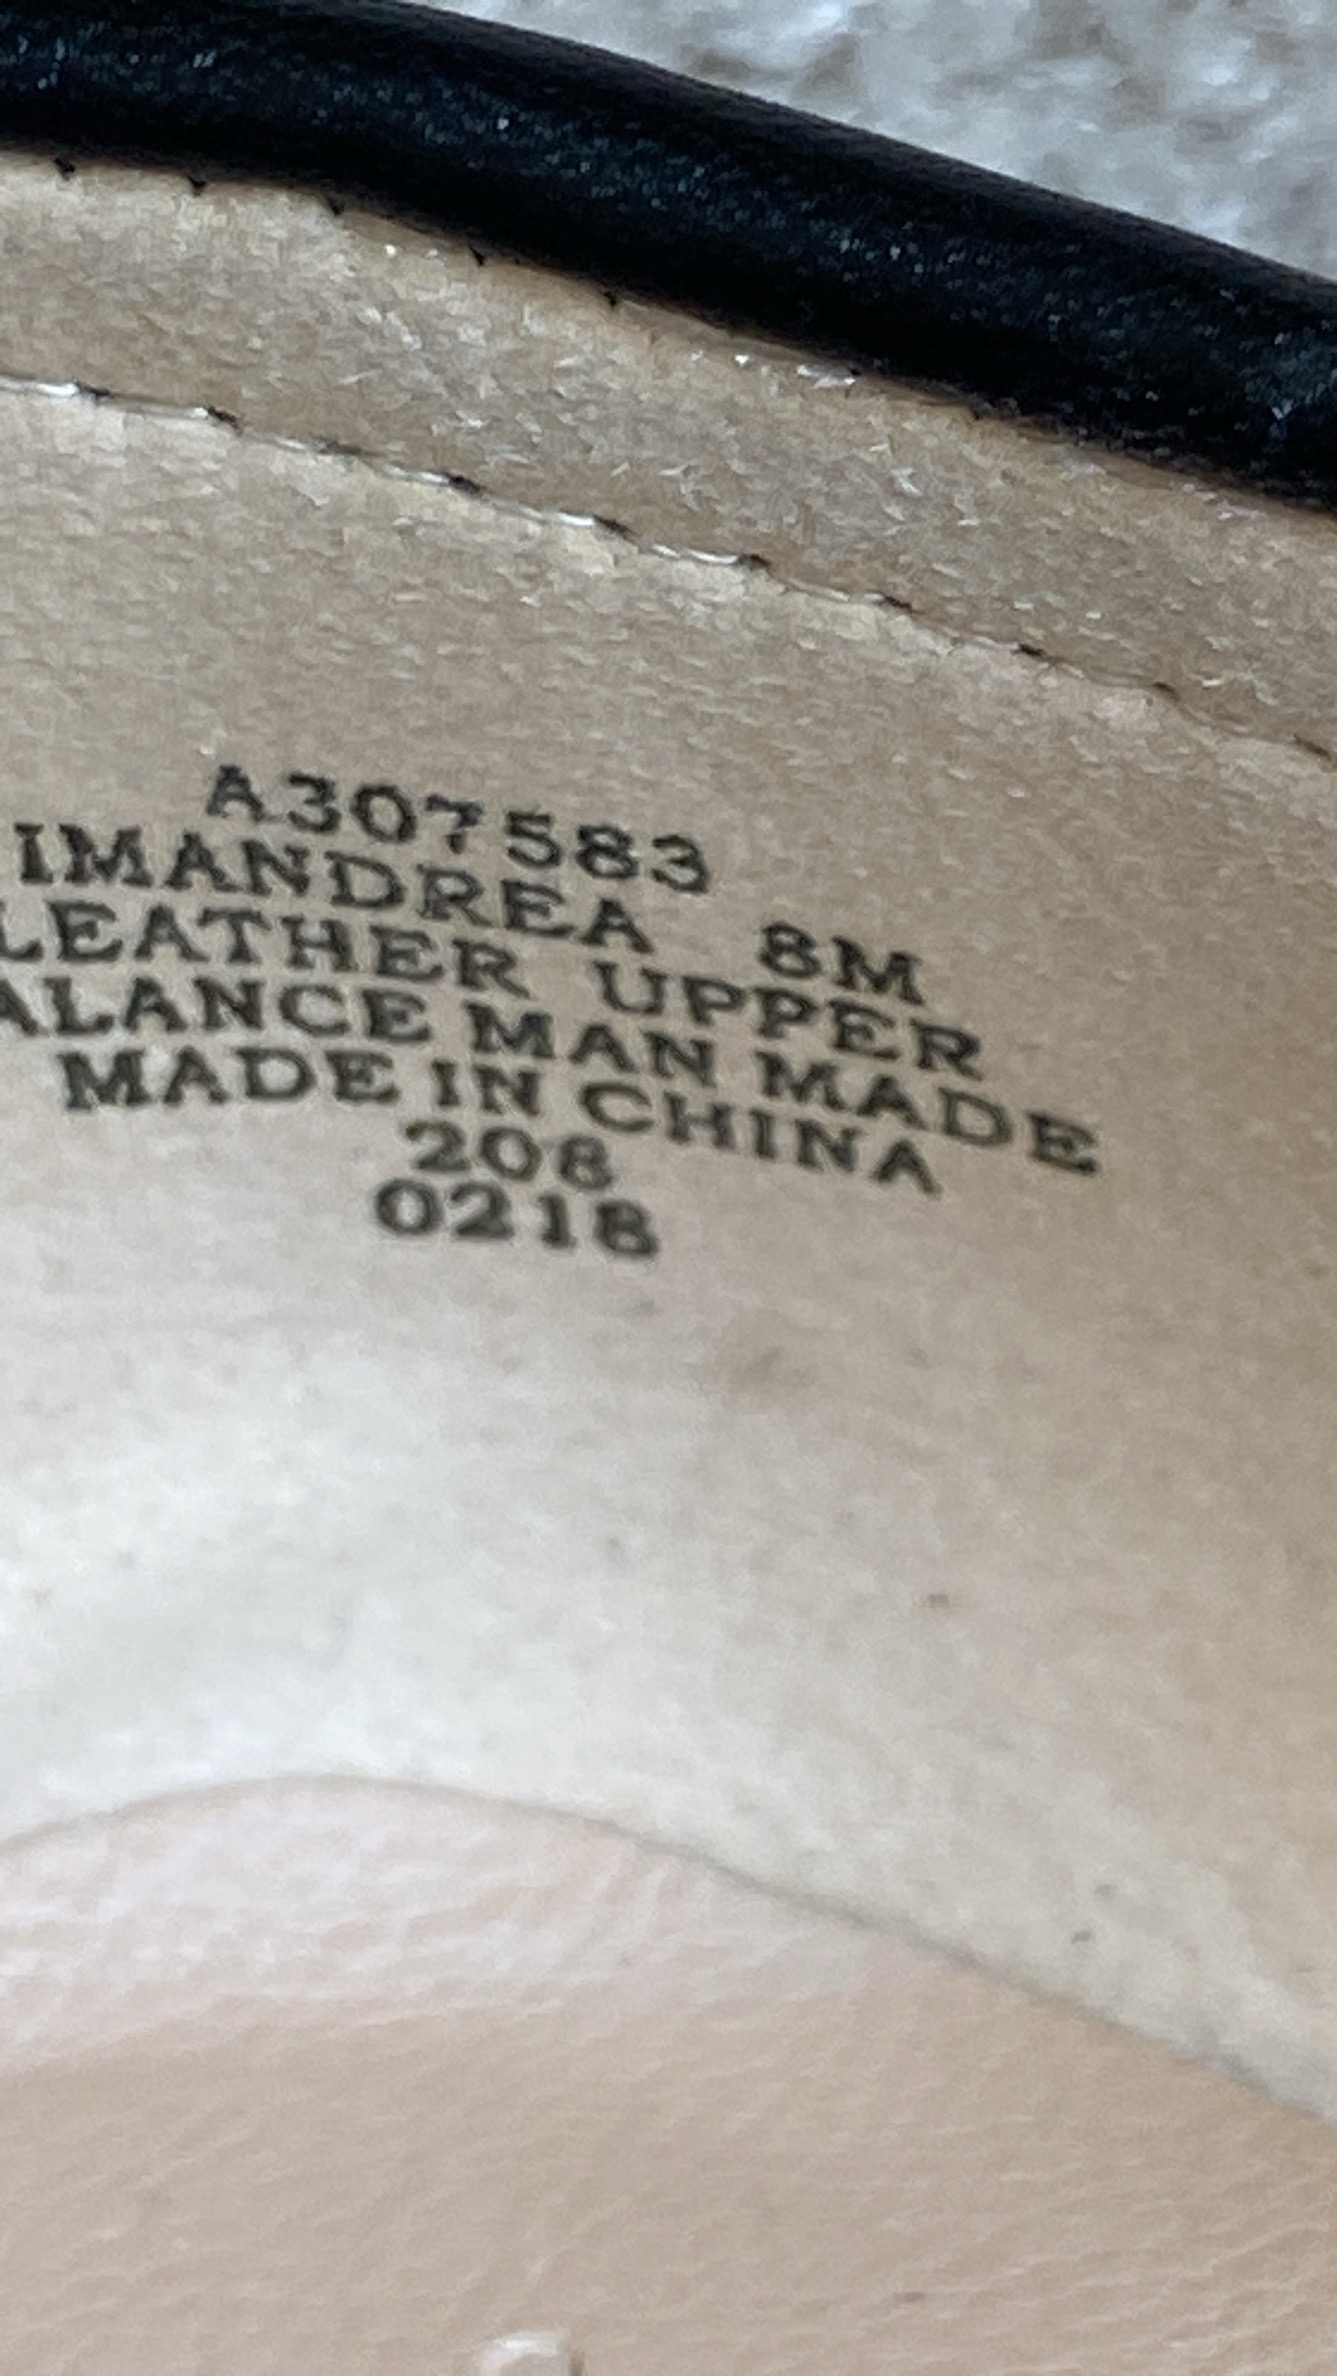 A307583
IMANDREA 8M
LEATHER UPPER
ALANCE MAN MADE
MADE IN CHINA
208
0218